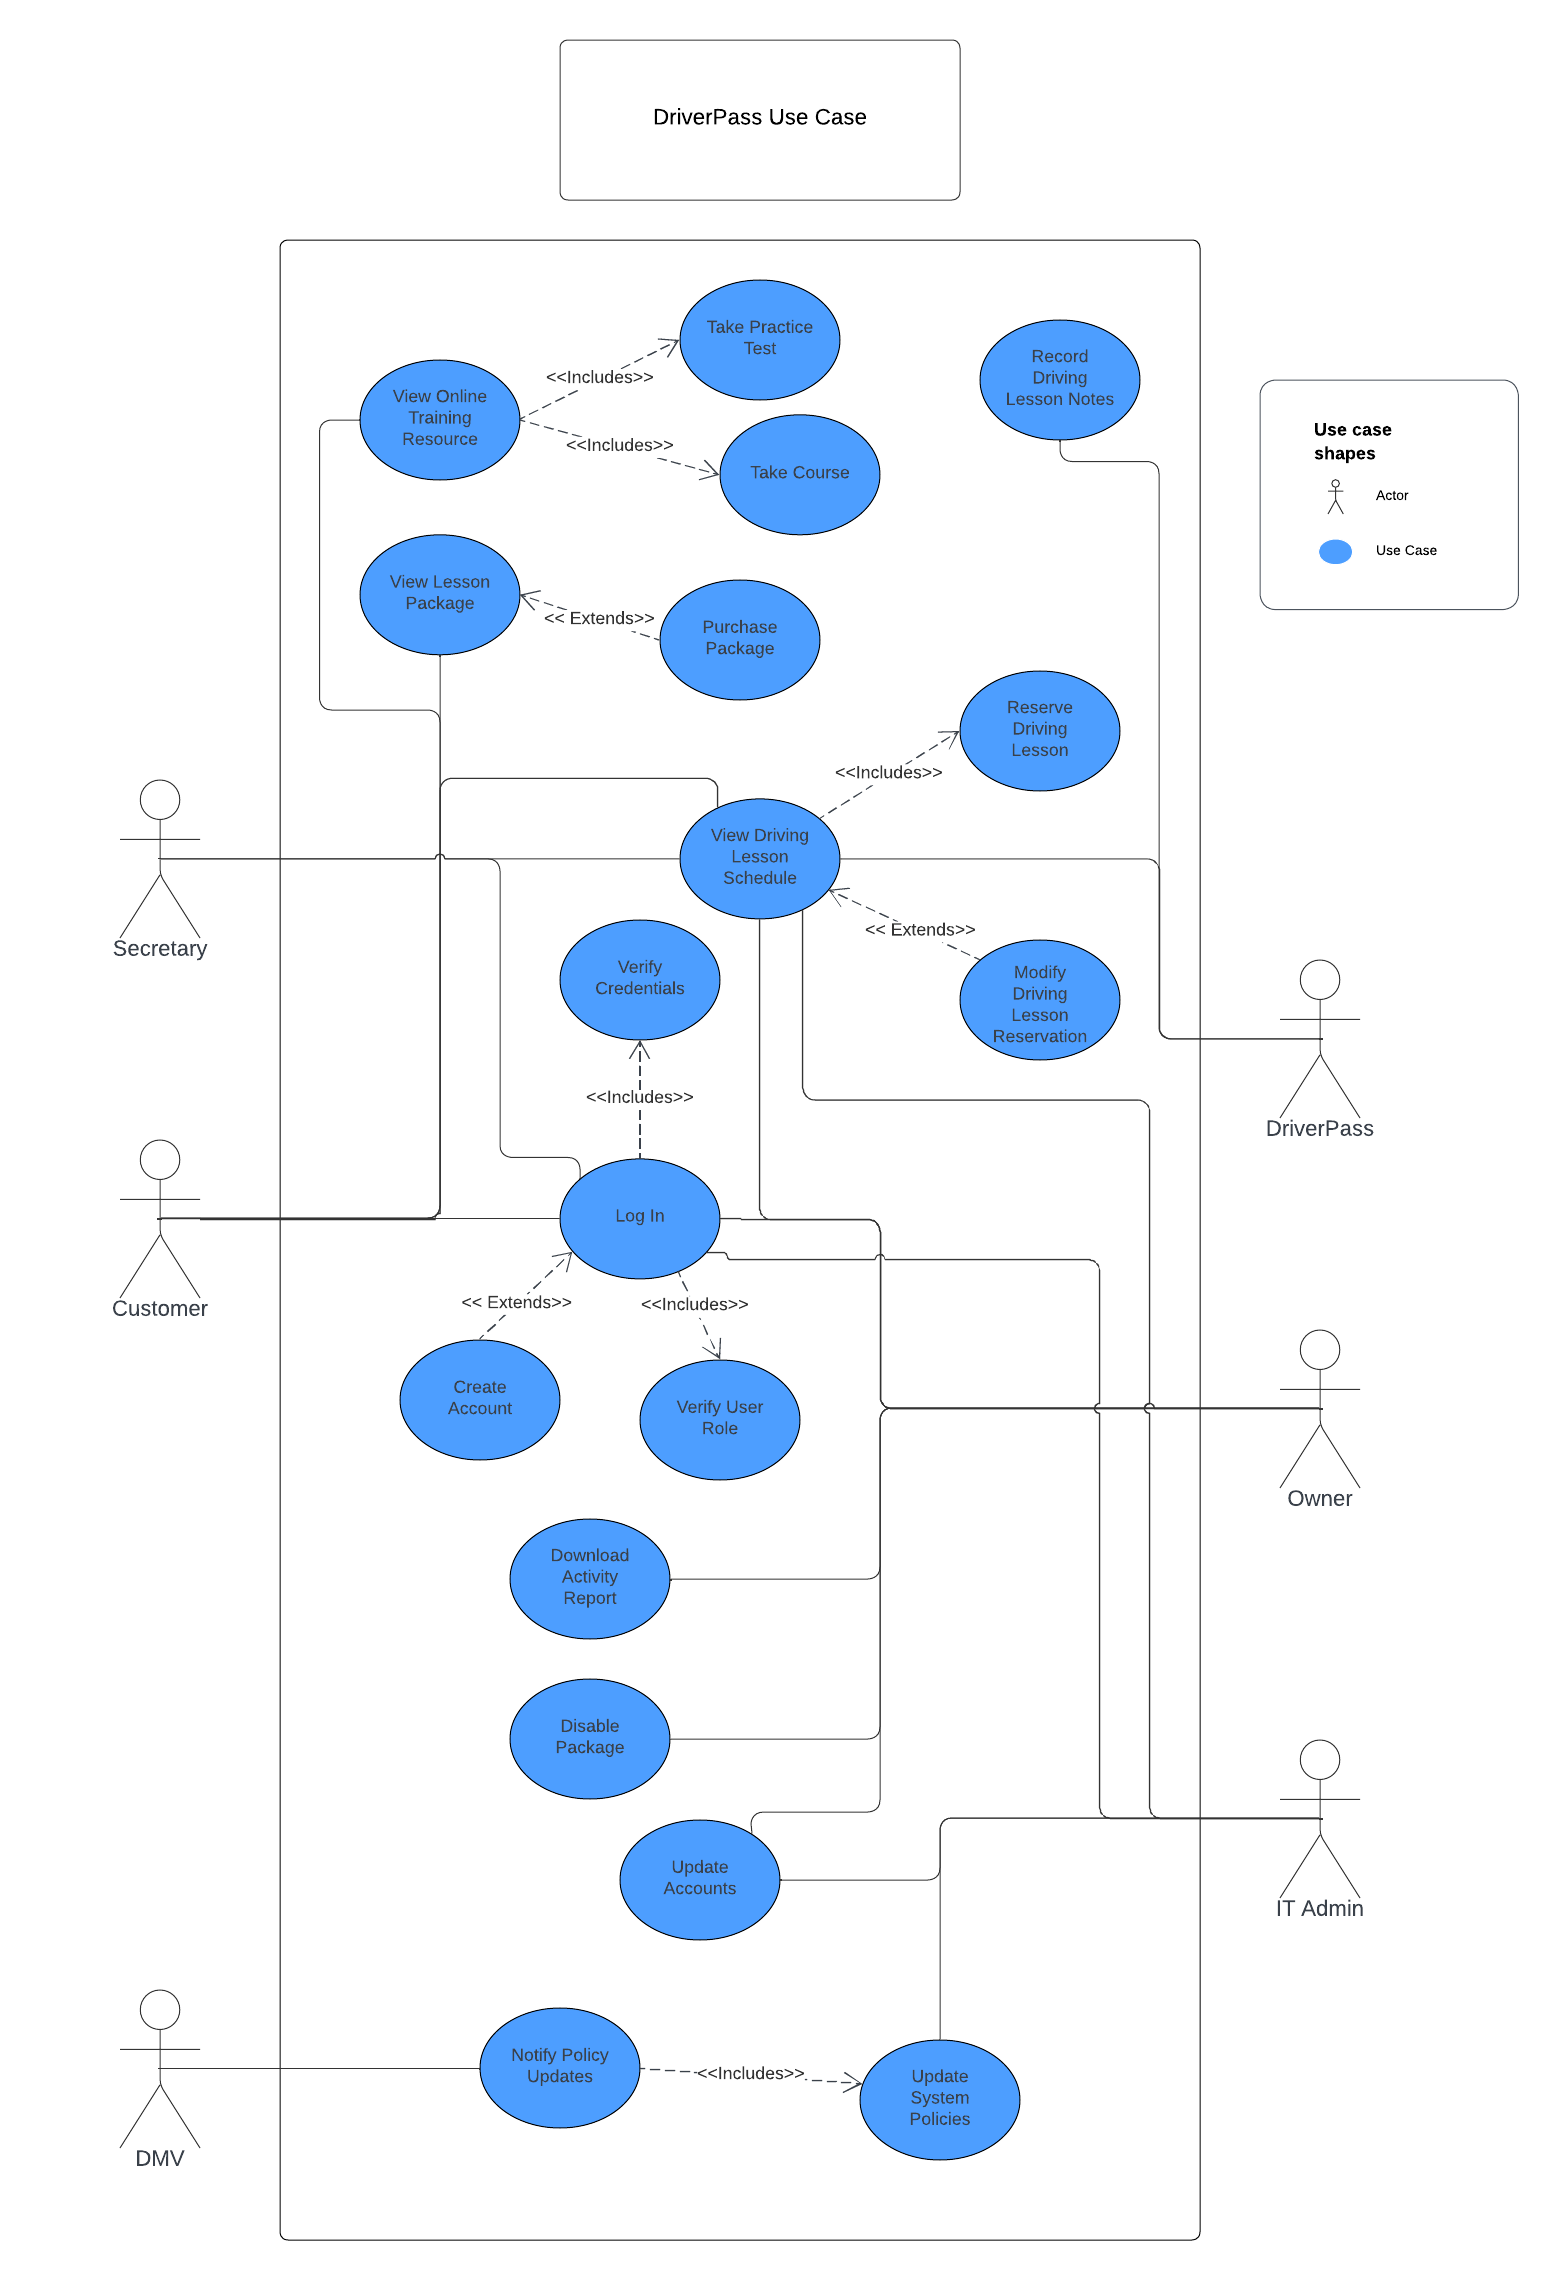 DriverPass Use Case
Take Practice
Test
Record
Driving
Lesson Notes
<<Includes>>
View Online
Training
Resource
<<Includes>>
Take Course
Use case
shapes
Actor
Use Case
View Lesson
Package
<< Extends>>
Purchase
Package
Reserve
Driving
Lesson
<<Includes>>
View Driving
Lesson
Schedule
Secretary
<< Extends>>
Verify
Credentials
Modify
Driving
Lesson
Reservation
<<Includes>>
DriverPass
Log In
Customer
<< Extends>>
<<Includes>>
Create
Account
Verify User
Role
Owner
Download
Activity
Report
Disable
Package
Update
Accounts
IT Admin
Notify Policy
Updates
<<Includes>>
Update
System
Policies
DMV